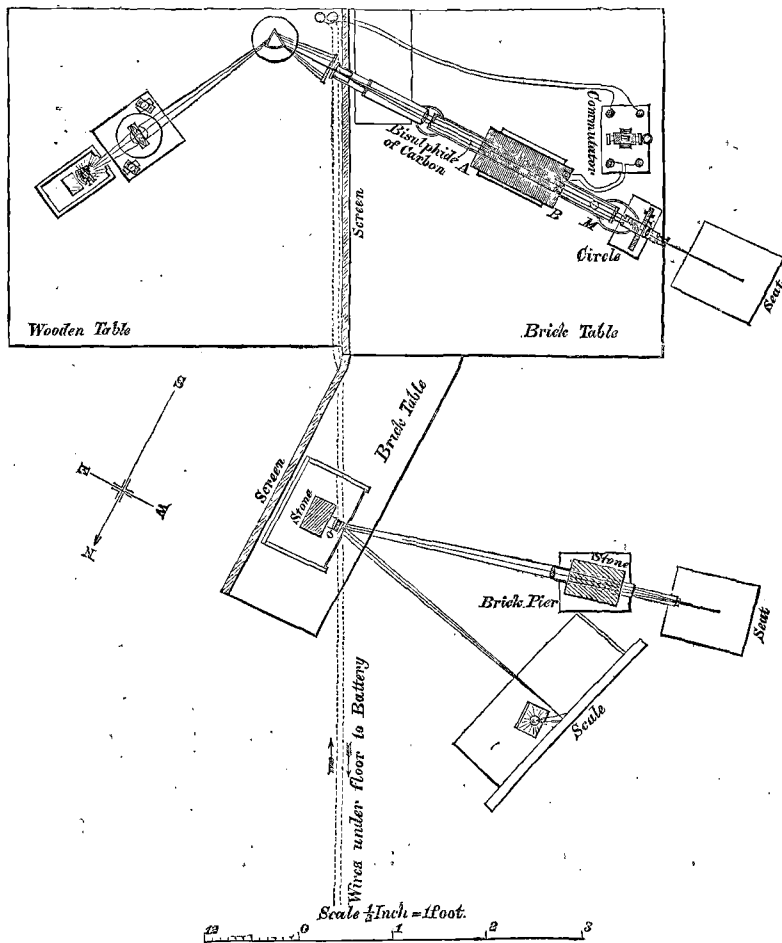 Commutator
Bisulphide
of Carbon
A
B
M
Circle
Seat
Screen
Wooden Table
Brick Table
S
E
W
N
Screen
Brick Table
Stone
o
Stone
Brick Pier
Seat
Scale
Wires under floor to Battery
Scale ½ Inch = 1 foot.
12 0 1 2 3